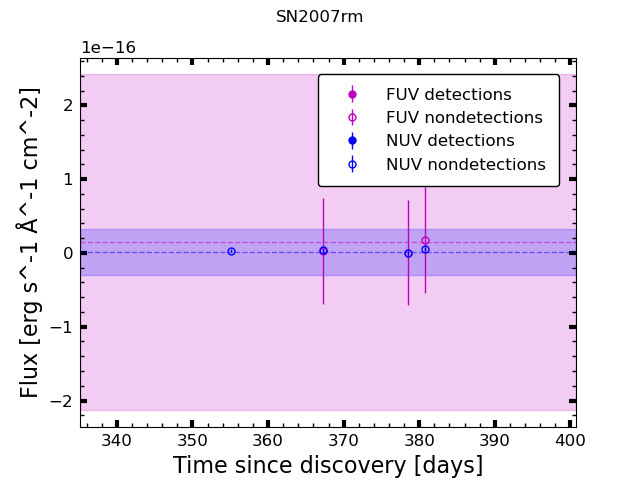 SN2007rm
1e−16
Flux [erg s^-1 Å^-1 cm^-2]
2
1
0
−1
−2
FUV detections
FUV nondetections
NUV detections
NUV nondetections
340 350 360 370 380 390 400
Time since discovery [days]